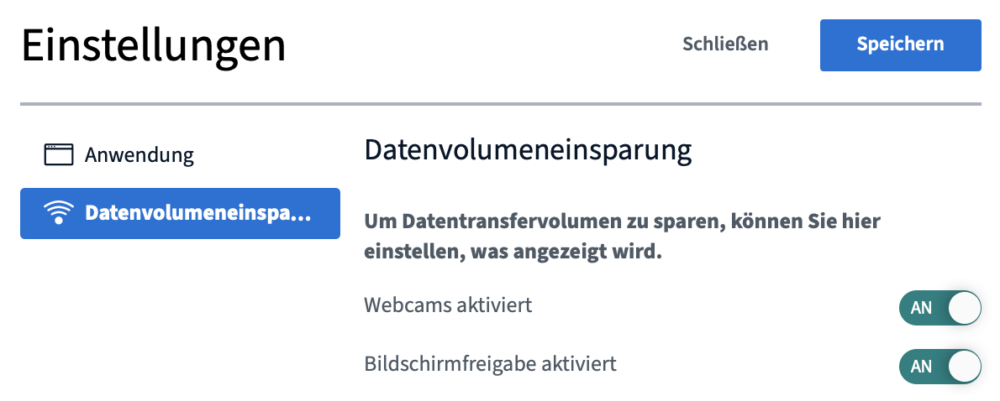 Einstellungen
Schließen
Speichern
Anwendung
Datenvolumeneinspa...
Datenvolumeneinsparung
Um Datentransfervolumen zu sparen, können Sie hier
einstellen, was angezeigt wird.
Webcams aktiviert
AN
Bildschirmfreigabe aktiviert
AN